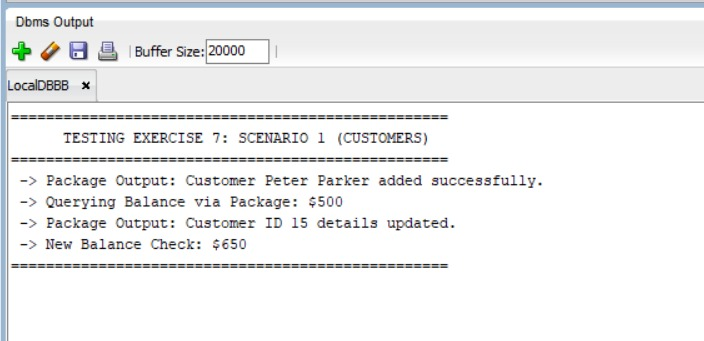 Dbms Output
Buffer Size: 20000
LocalDBBB ×
==================================================
TESTING EXERCISE 7: SCENARIO 1 (CUSTOMERS)
==================================================
-> Package Output: Customer Peter Parker added successfully.
-> Querying Balance via Package: $500
-> Package Output: Customer ID 15 details updated.
-> New Balance Check: $650
==================================================